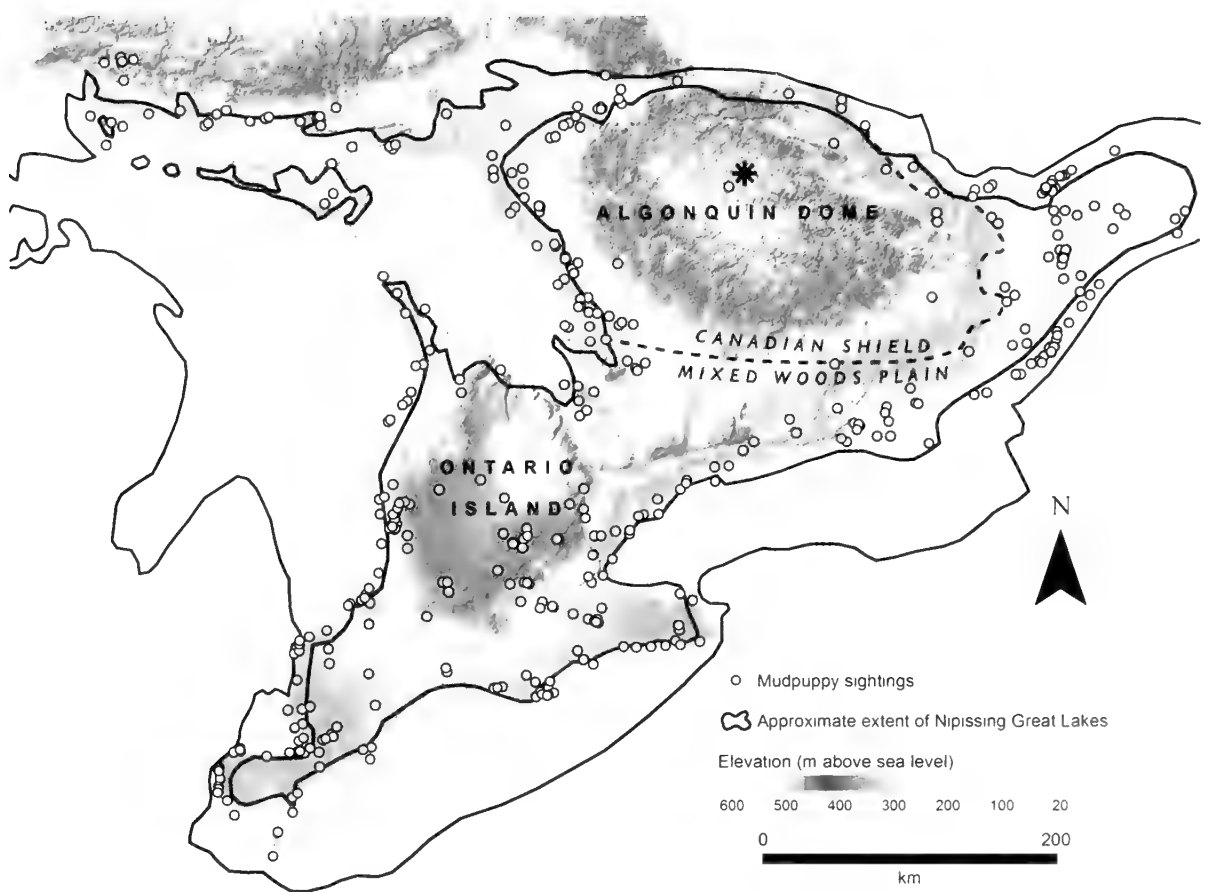 ALGONQUIN DOME
CANADIAN SHIELD
MIXED WOODS PLAIN
ONTARIO
ISLAND
N
Mudpuppy sightings
Approximate extent of Nipissing Great Lakes
Elevation (m above sea level)
600 500 400 300 200 100 20
0 200
km